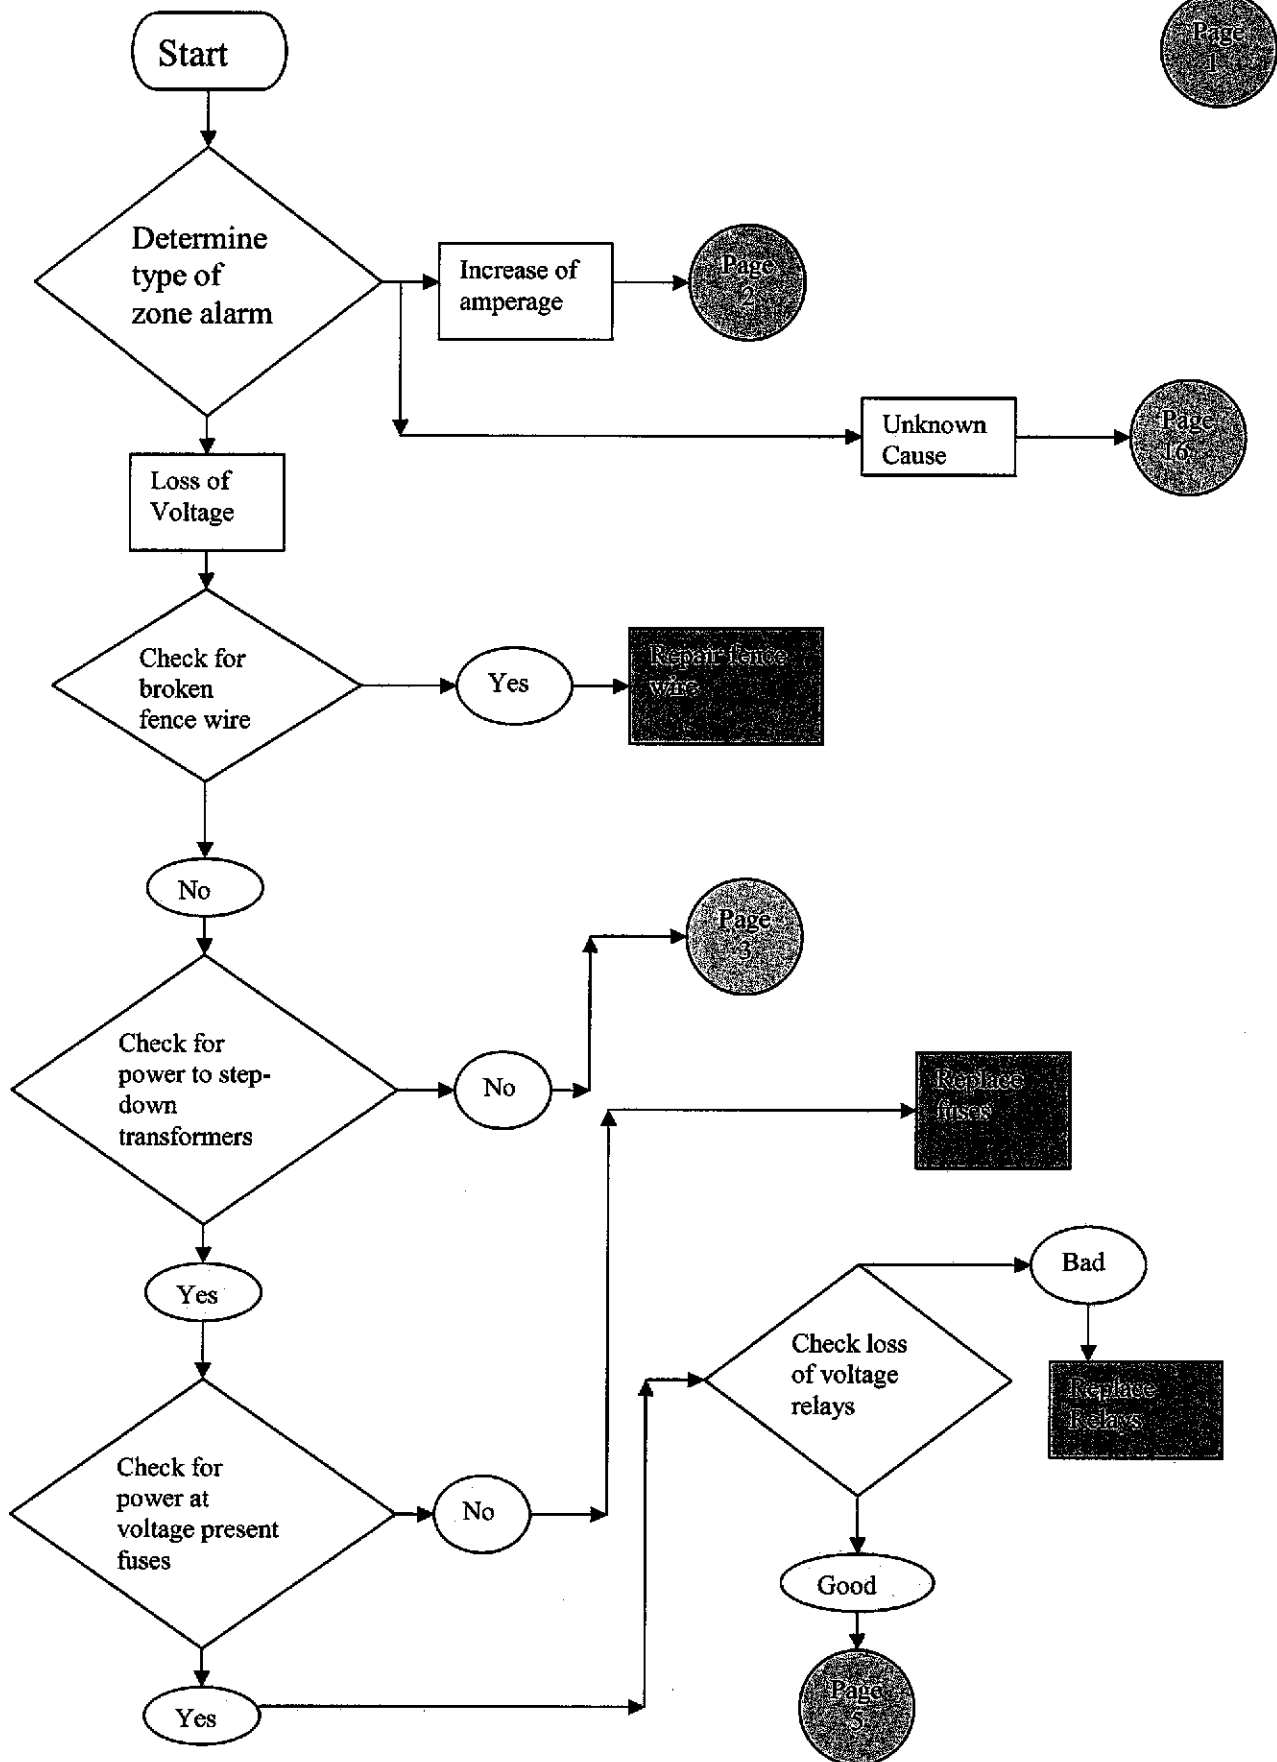 Start
Page
1
Determine
type of
zone alarm
Increase of
amperage
Page
2
Unknown
Cause
Page
16
Loss of
Voltage
Check for
broken
fence wire
Yes
Repair fence
wire
No
Page
3
Check for
power to step-
down
transformers
No
Replace
fuses
Yes
Bad
Check loss
of voltage
relays
Replace
Relays
Check for
power at
voltage present
fuses
No
Good
Yes
Page
5